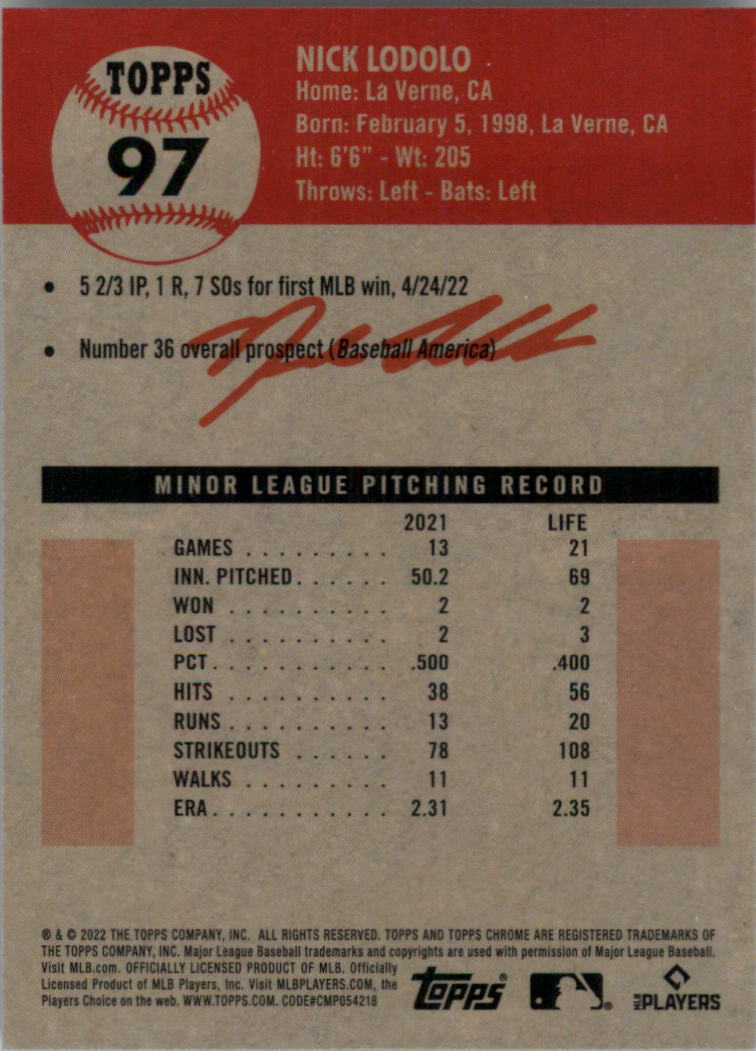 TOPPS
97
NICK LODOLO
Home: La Verne, CA
Born: February 5, 1998, La Verne, CA
Ht: 6'6" - Wt: 205
Throws: Left - Bats: Left
• 5 2/3 IP, 1 R, 7 SOs for first MLB win, 4/24/22
• Number 36 overall prospect (Baseball America)
MINOR LEAGUE PITCHING RECORD
2021 LIFE
GAMES . . . . . . . . . . 13 21
INN. PITCHED. . . . . . 50.2 69
WON . . . . . . . . . . 2 2
LOST . . . . . . . . . . 2 3
PCT. . . . . . . . . . . .500 .400
HITS . . . . . . . . . . 38 56
RUNS . . . . . . . . . . 13 20
STRIKEOUTS . . . . . . 78 108
WALKS . . . . . . . . . 11 11
ERA. . . . . . . . . . . 2.31 2.35
® & © 2022 THE TOPPS COMPANY, INC. ALL RIGHTS RESERVED. TOPPS AND TOPPS CHROME ARE REGISTERED TRADEMARKS OF
THE TOPPS COMPANY, INC. Major League Baseball trademarks and copyrights are used with permission of Major League Baseball.
Visit MLB.com. OFFICIALLY LICENSED PRODUCT OF MLB. Officially
Licensed Product of MLB Players, Inc. Visit MLBPLAYERS.COM, the
Players Choice on the web. WWW.TOPPS.COM. CODE#CMP054218
topps®
MLB PLAYERS